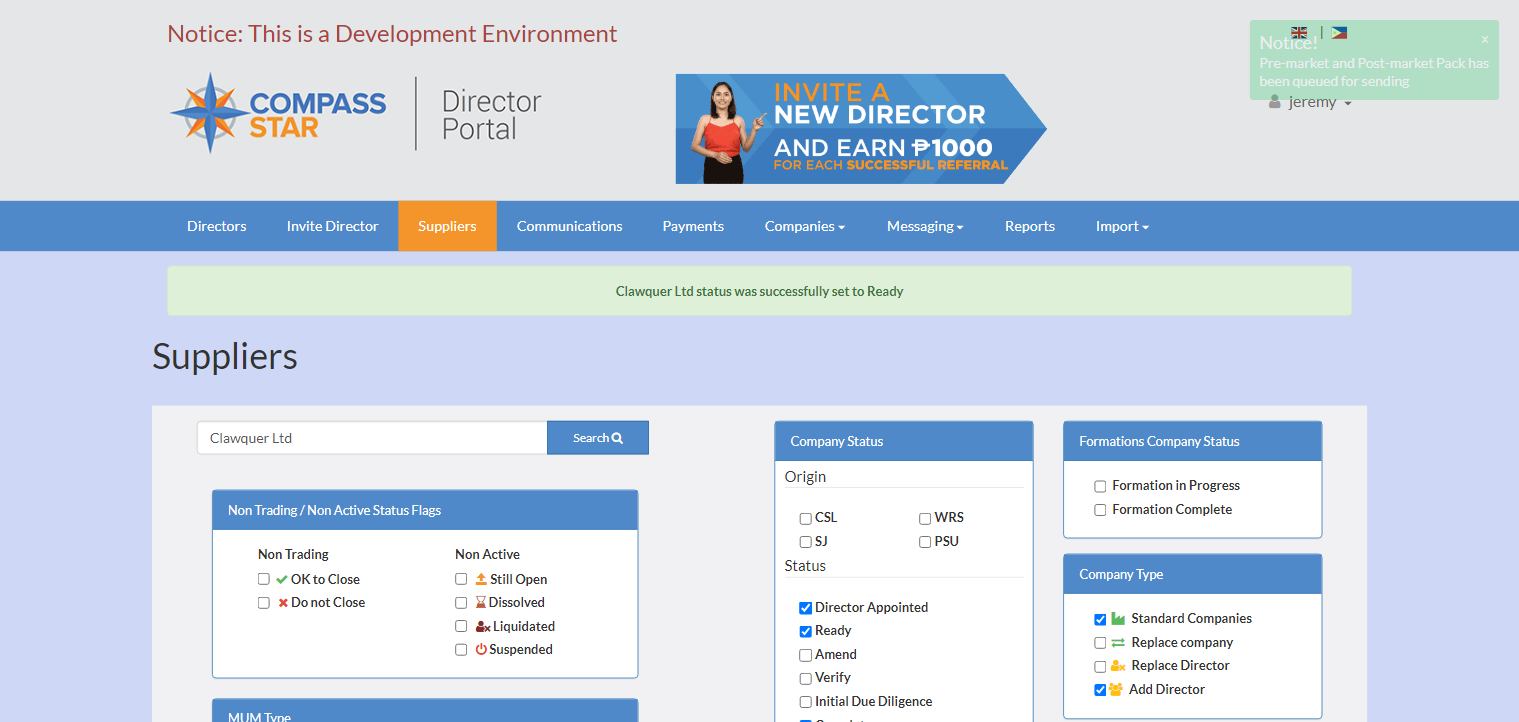 Notice: This is a Development Environment
Notice!
×
Pre-market and Post-market Pack has
been queued for sending
COMPASS
STAR
Director
Portal
INVITE A
NEW DIRECTOR
AND EARN ₱1000
FOR EACH SUCCESSFUL REFERRAL
jeremy
Directors Invite Director Suppliers Communications Payments Companies Messaging Reports Import
Clawquer Ltd status was successfully set to Ready
Suppliers
Clawquer Ltd Search
Non Trading / Non Active Status Flags
Non Trading Non Active
OK to Close Still Open
Do not Close Dissolved
Liquidated
Suspended
MUM Type
Company Status
Origin
CSL WRS
SJ PSU
Status
Director Appointed
Ready
Amend
Verify
Initial Due Diligence
Formations Company Status
Formation in Progress
Formation Complete
Company Type
Standard Companies
Replace company
Replace Director
Add Director